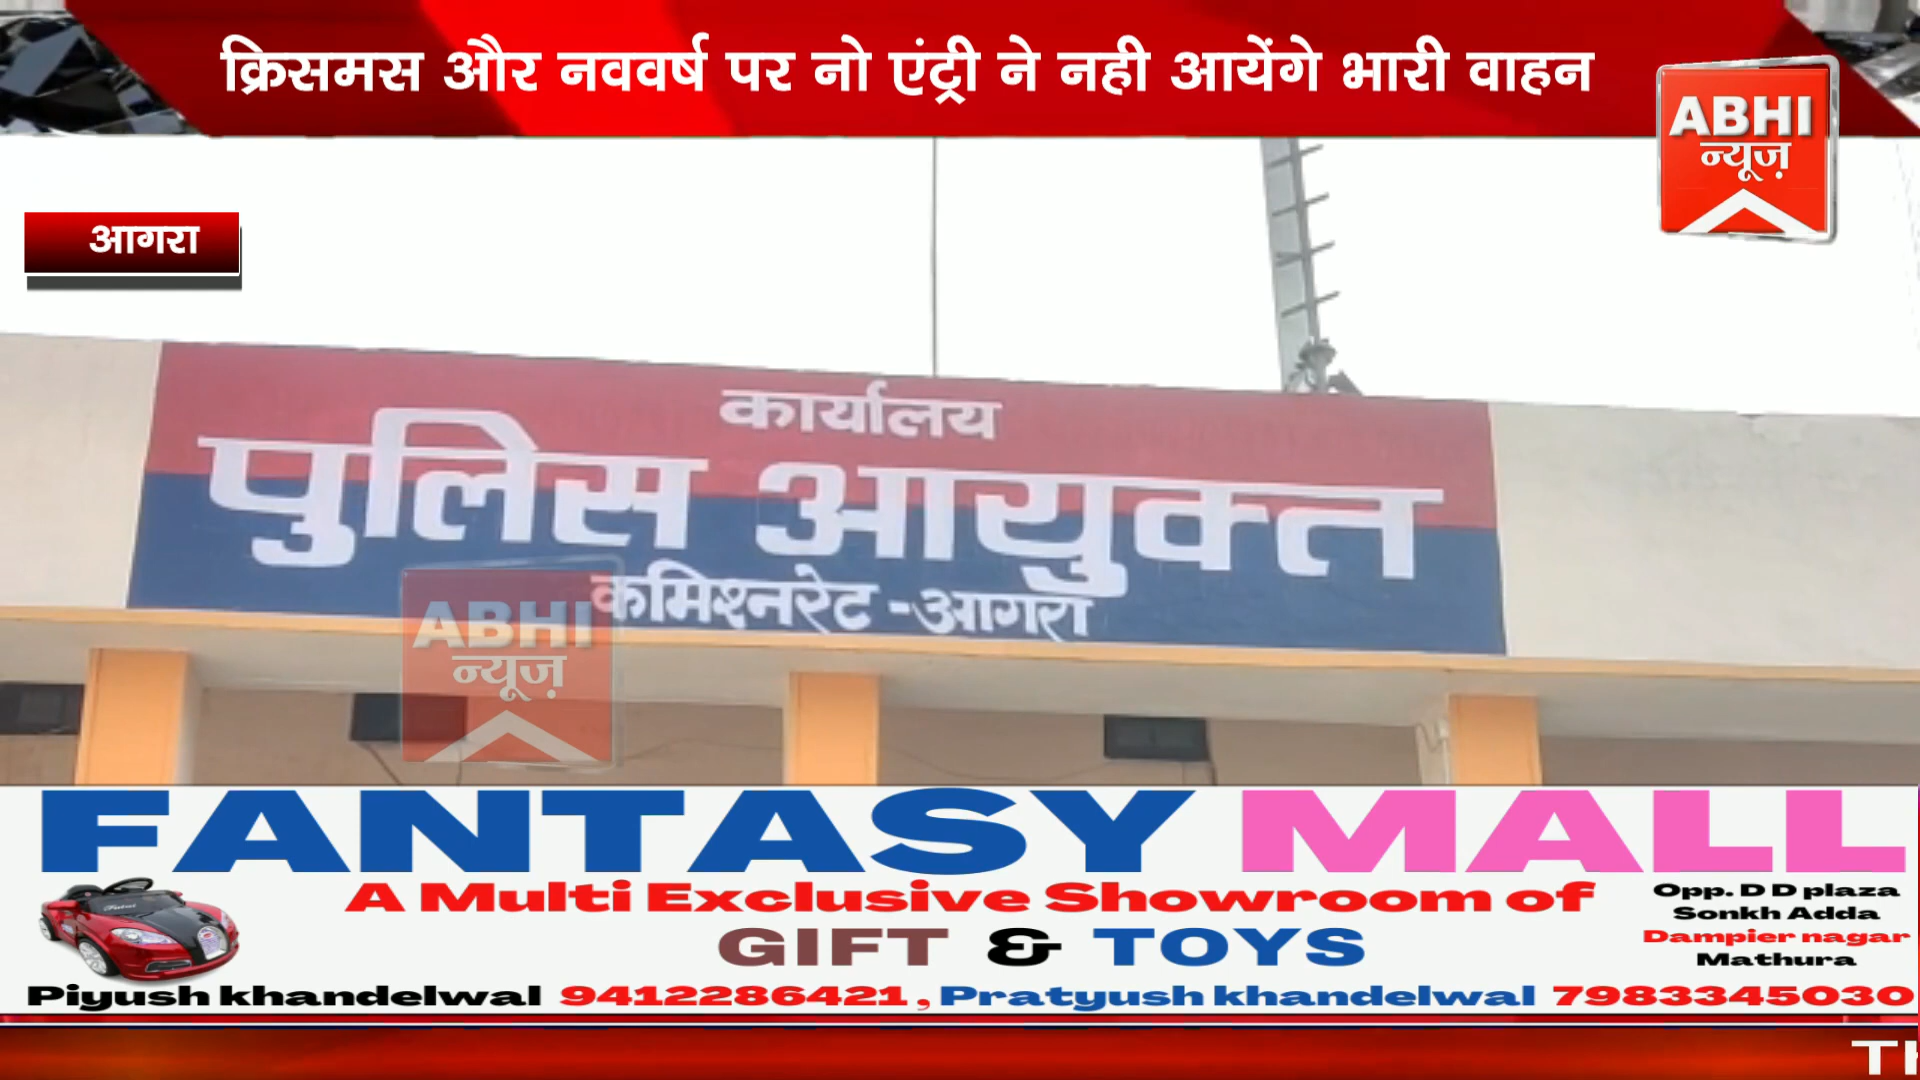 क्रिसमस और नववर्ष पर नो एंट्री ने नही आयेंगे भारी वाहन
ABHI
न्यूज़
आगरा
कार्यालय
पुलिस आयुक्त
कमिश्नरेट -आगरा
ABHI
न्यूज़
FANTASY MALL
A Multi Exclusive Showroom of
GIFT & TOYS
Opp. D D plaza
Sonkh Adda
Dampier nagar
Mathura
Piyush khandelwal 9412286421, Pratyush khandelwal 7983345030